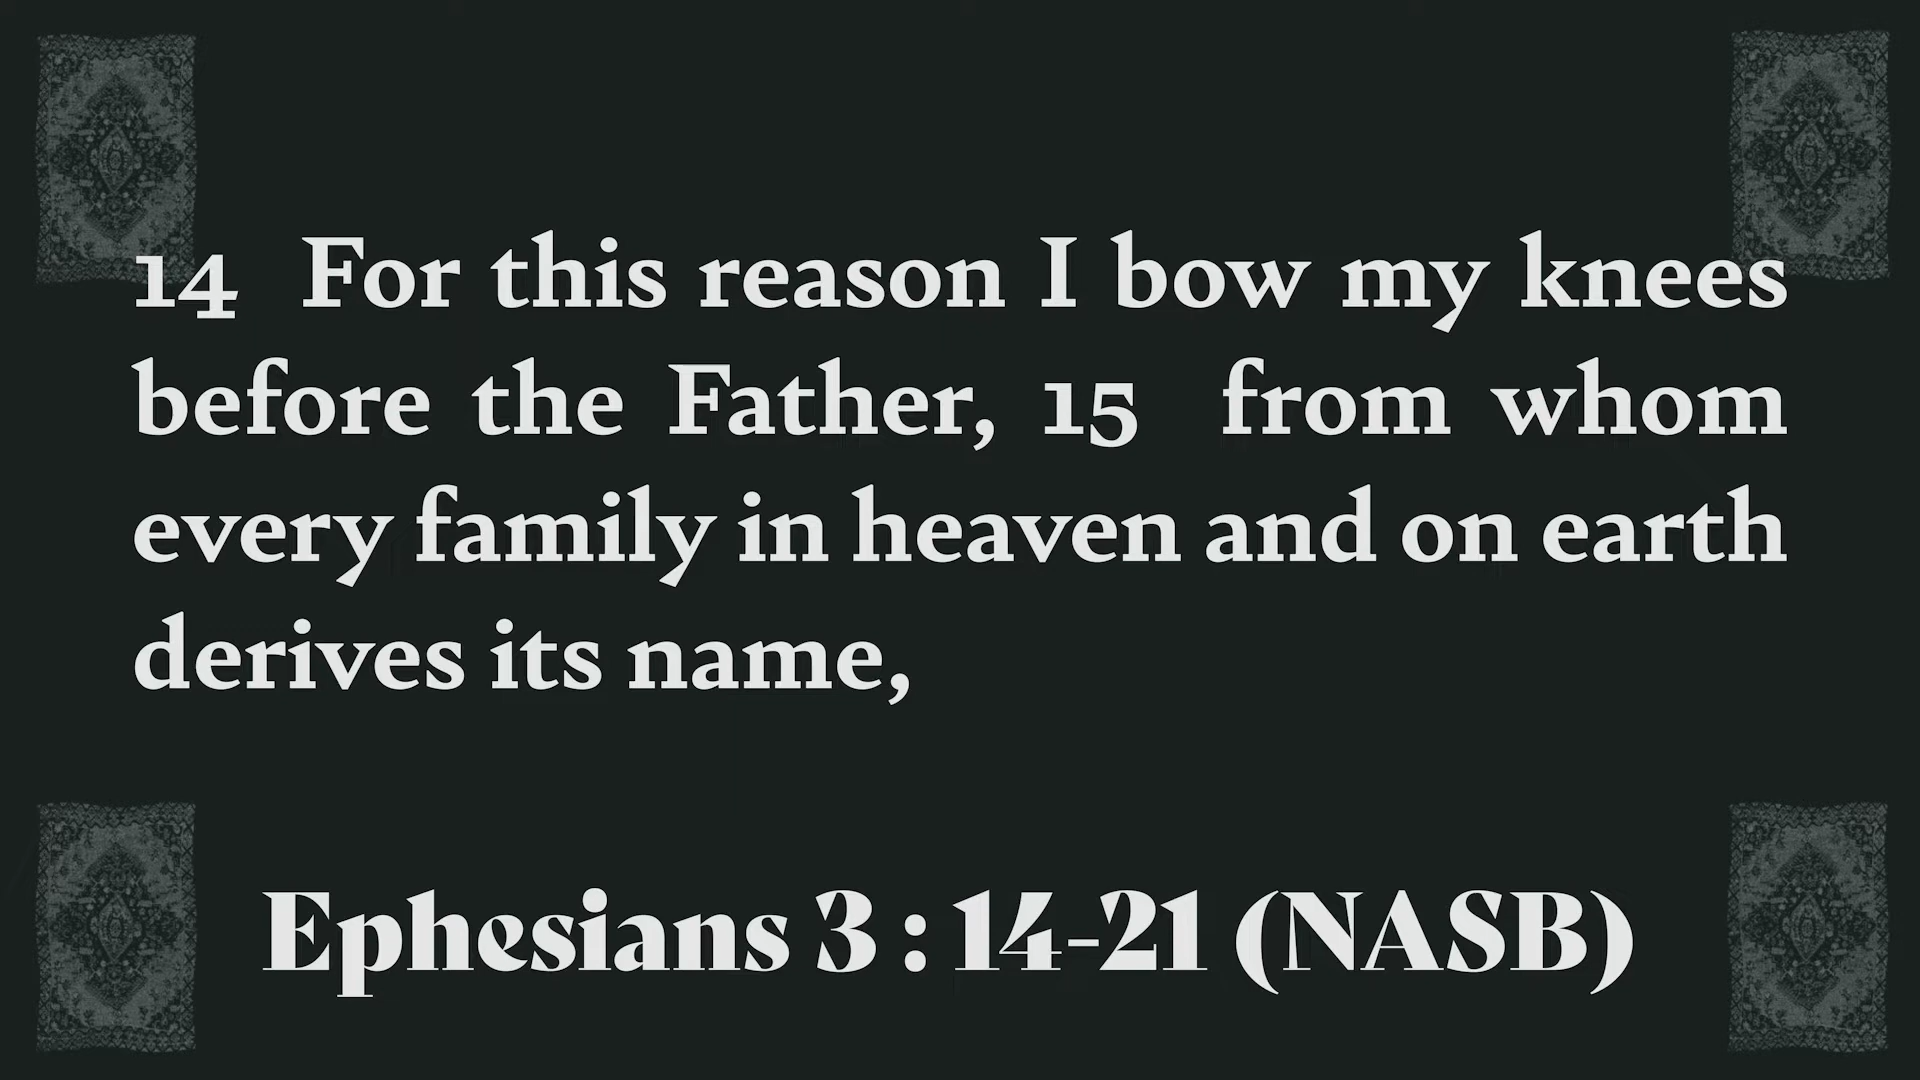 14 For this reason I bow my knees
before the Father, 15 from whom
every family in heaven and on earth
derives its name,
Ephesians 3 : 14-21 (NASB)